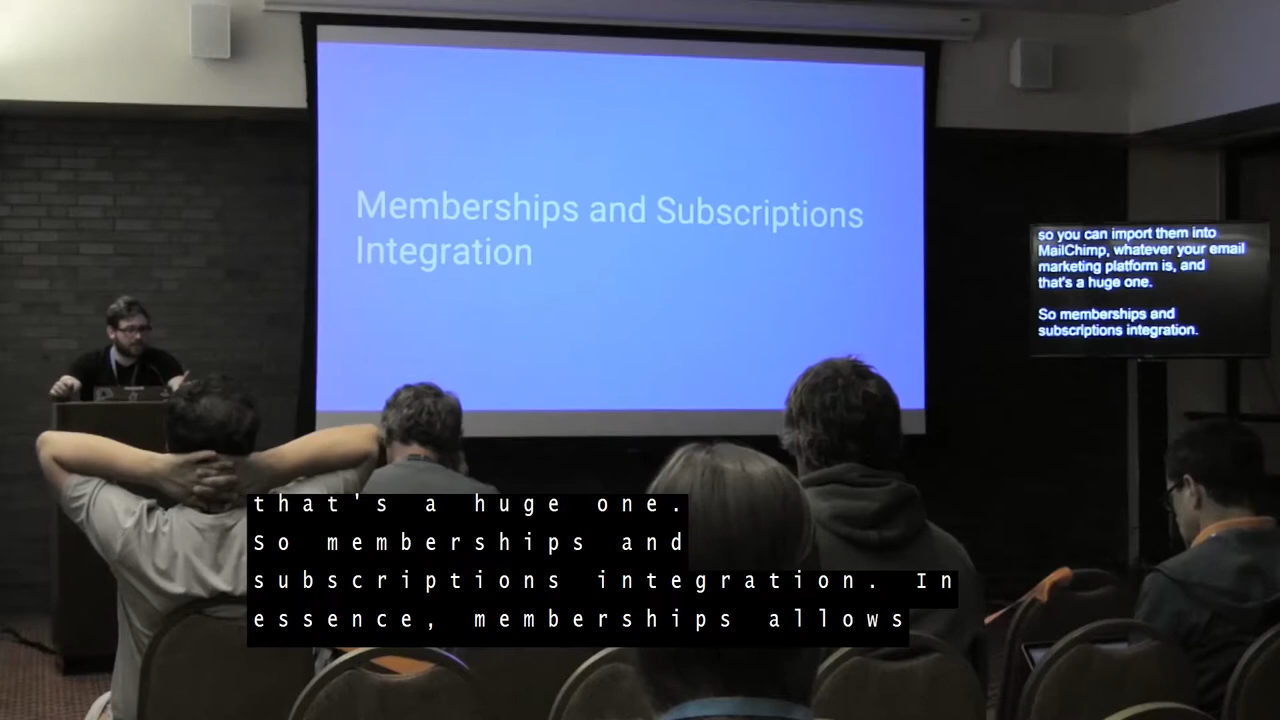 Memberships and Subscriptions
Integration
so you can import them into
MailChimp, whatever your email
marketing platform is, and
that's a huge one.
So memberships and
subscriptions integration.
that's a huge one.
So memberships and
subscriptions integration. In
essence, memberships allows